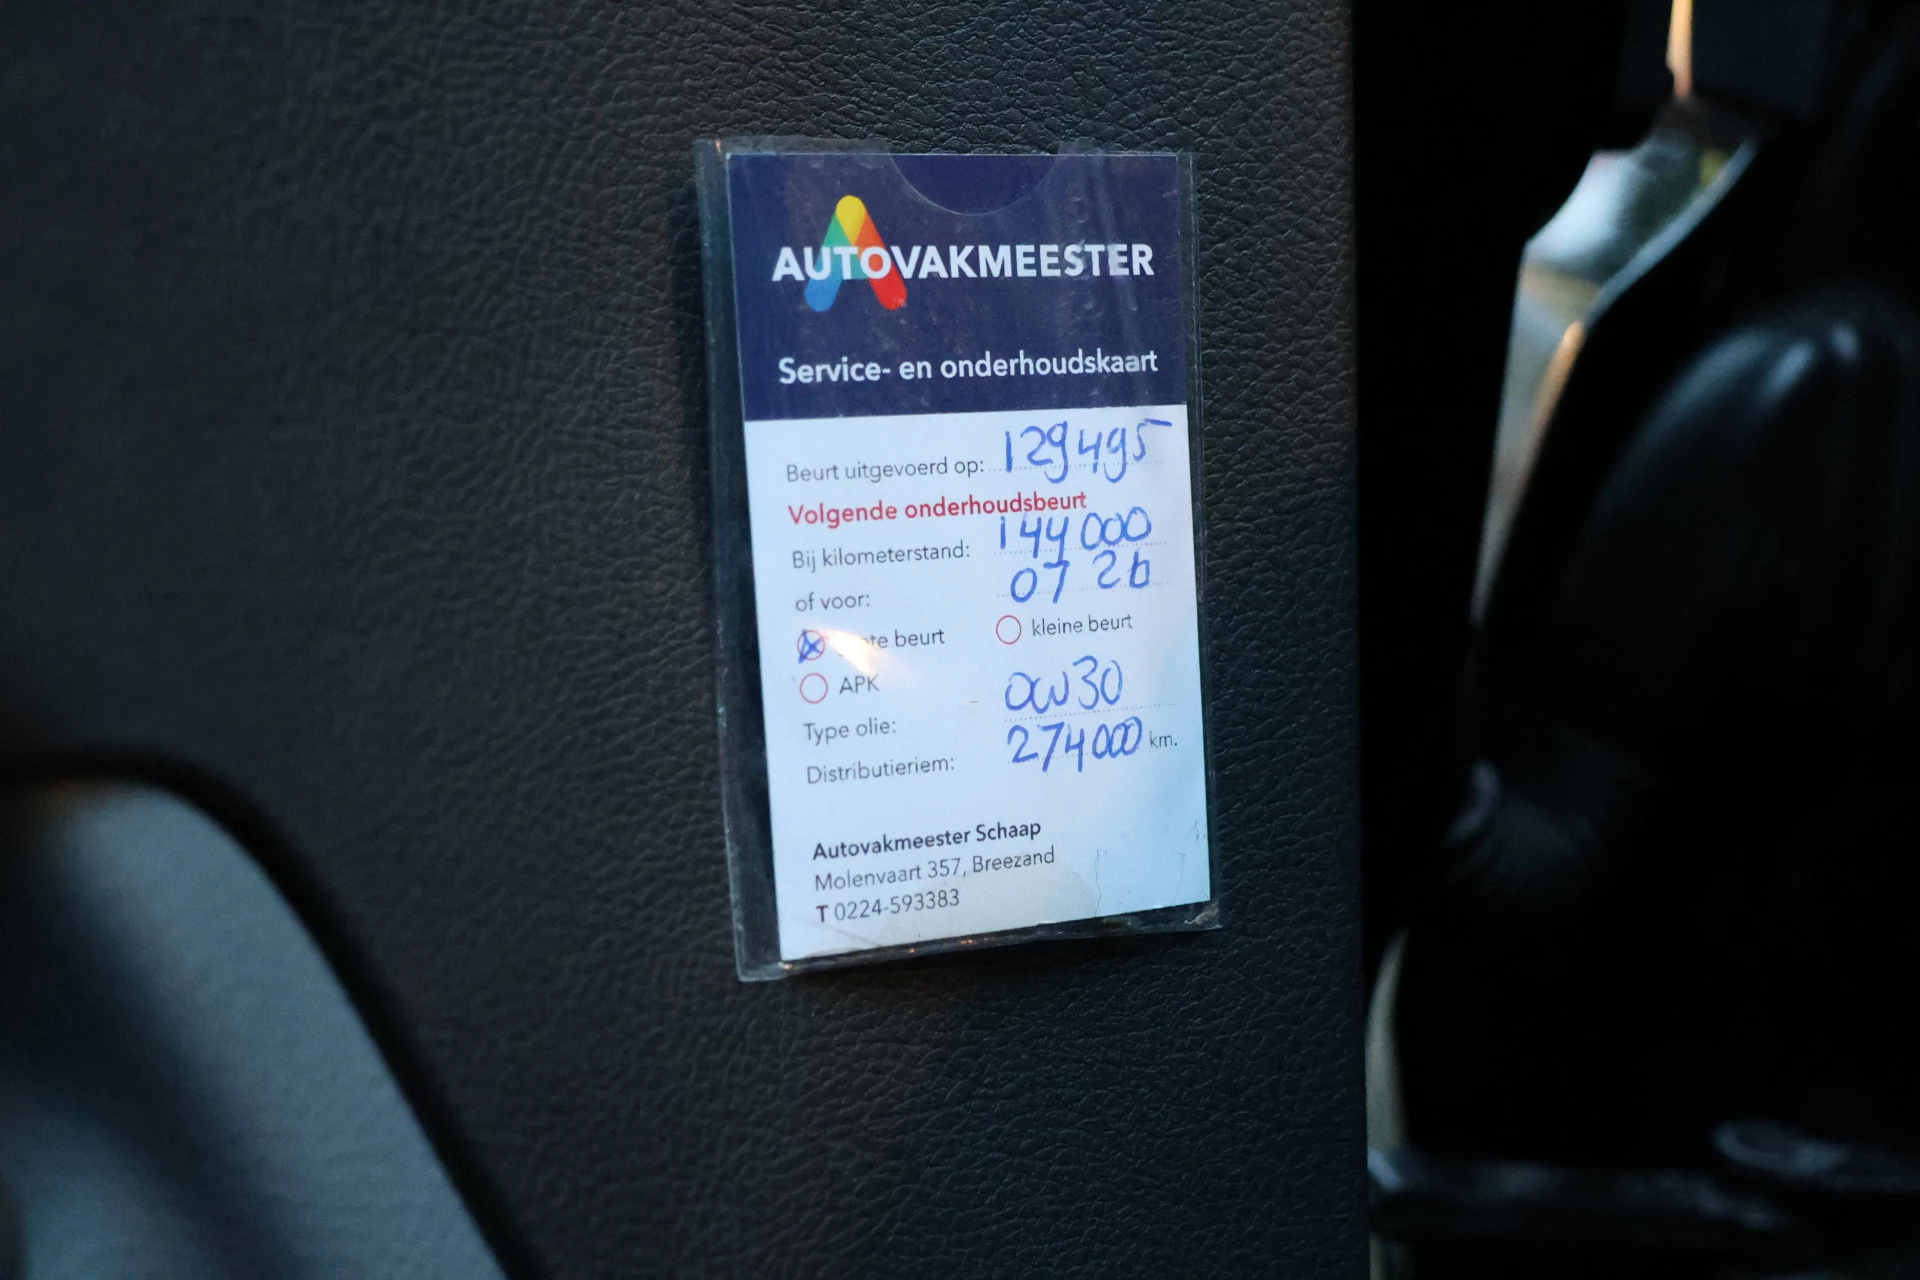 AUTOVAKMEESTER
Service- en onderhoudskaart
Beurt uitgevoerd op: 129495
Volgende onderhoudsbeurt
Bij kilometerstand: 144000
of voor: 07 26
beurt kleine beurt
APK
Type olie: 0W30
Distributieriem: 274000 km.
Autovakmeester Schaap
Molenvaart 357, Breezand
T 0224-593383